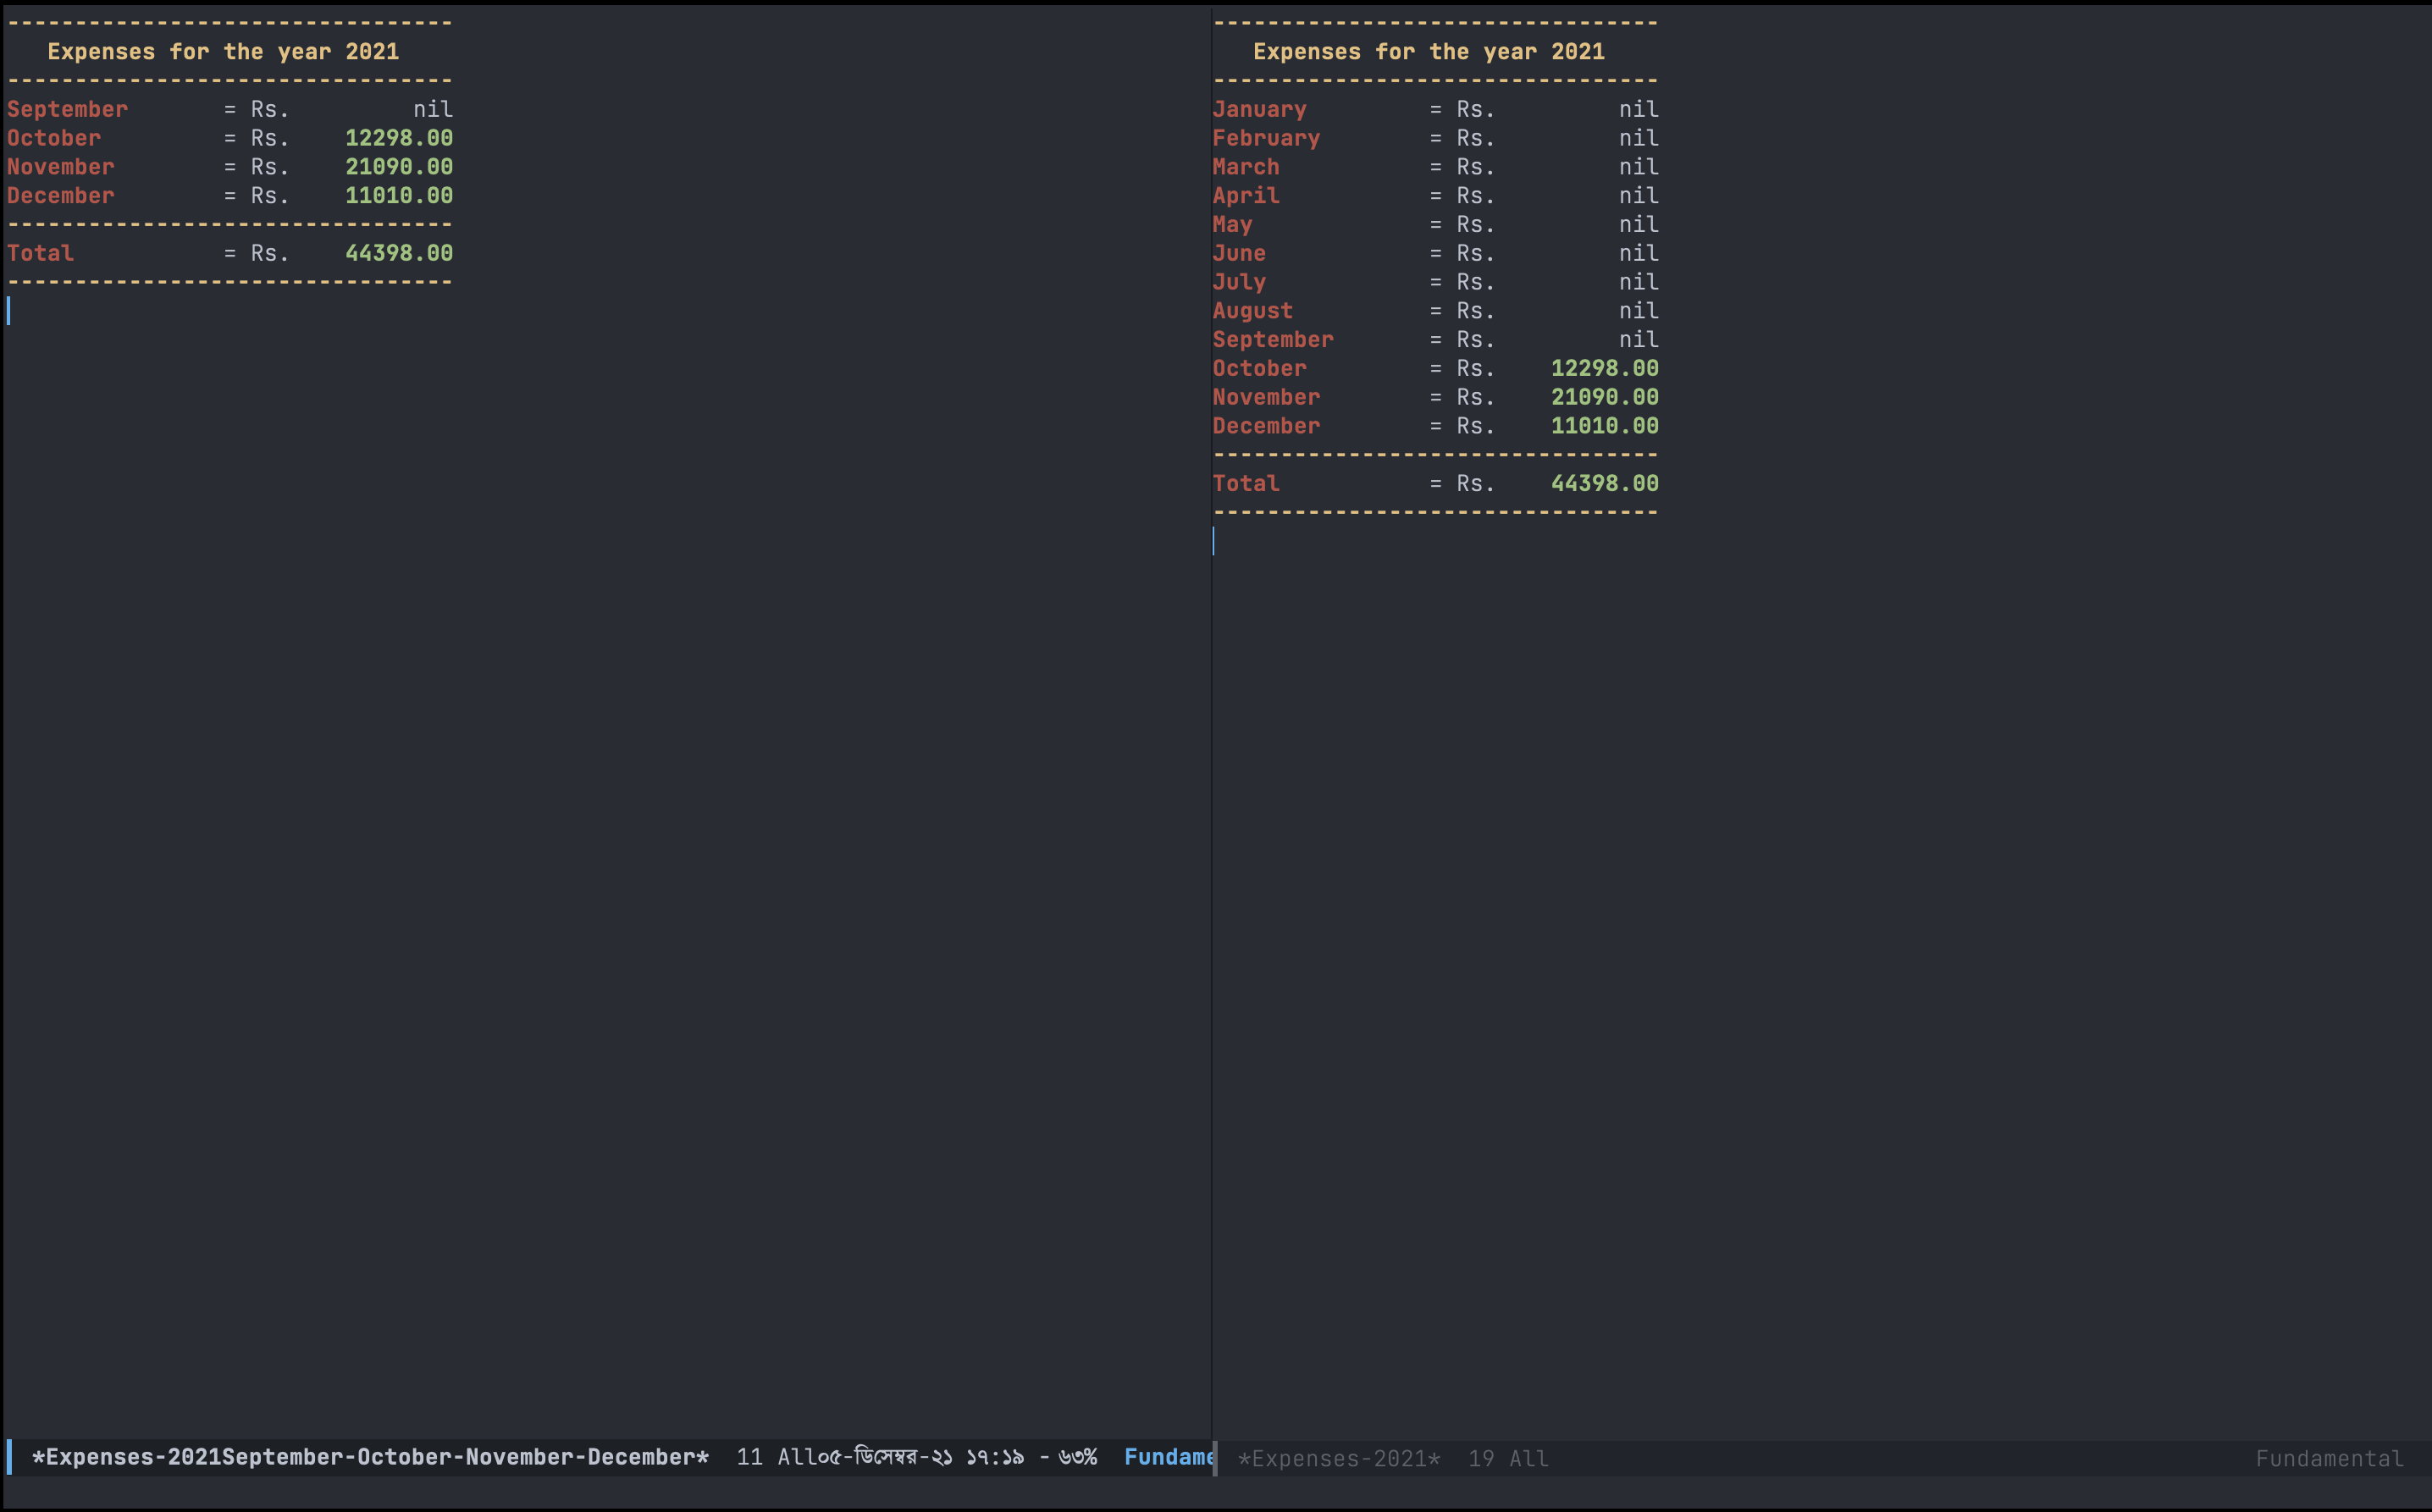 ---------------------------------
Expenses for the year 2021
---------------------------------
September = Rs. nil
October = Rs. 12298.00
November = Rs. 21090.00
December = Rs. 11010.00
---------------------------------
Total = Rs. 44398.00
---------------------------------
*Expenses-2021September-October-November-December* 11 All০৫-ডিসেম্বর-২১ ১৭:১৯ - ৬৩% Fundame
---------------------------------
Expenses for the year 2021
---------------------------------
January = Rs. nil
February = Rs. nil
March = Rs. nil
April = Rs. nil
May = Rs. nil
June = Rs. nil
July = Rs. nil
August = Rs. nil
September = Rs. nil
October = Rs. 12298.00
November = Rs. 21090.00
December = Rs. 11010.00
---------------------------------
Total = Rs. 44398.00
---------------------------------
*Expenses-2021* 19 All Fundamental